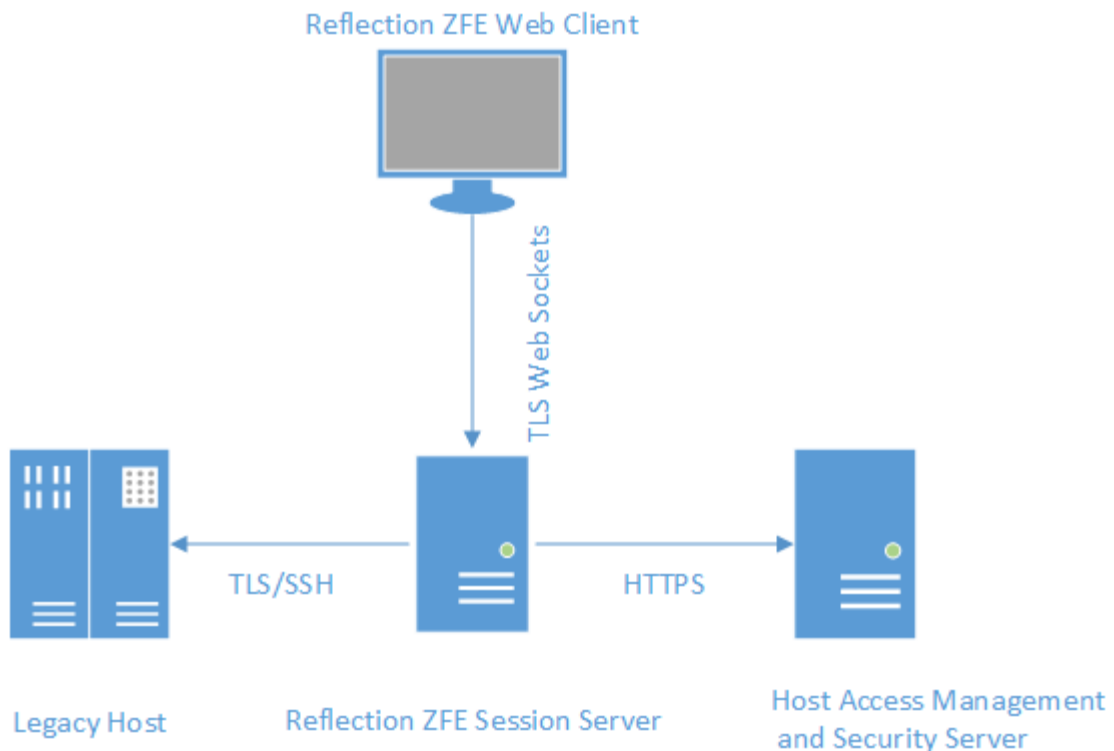 Reflection ZFE Web Client
TLS Web Sockets
TLS/SSH
HTTPS
Legacy Host
Reflection ZFE Session Server
Host Access Management
and Security Server